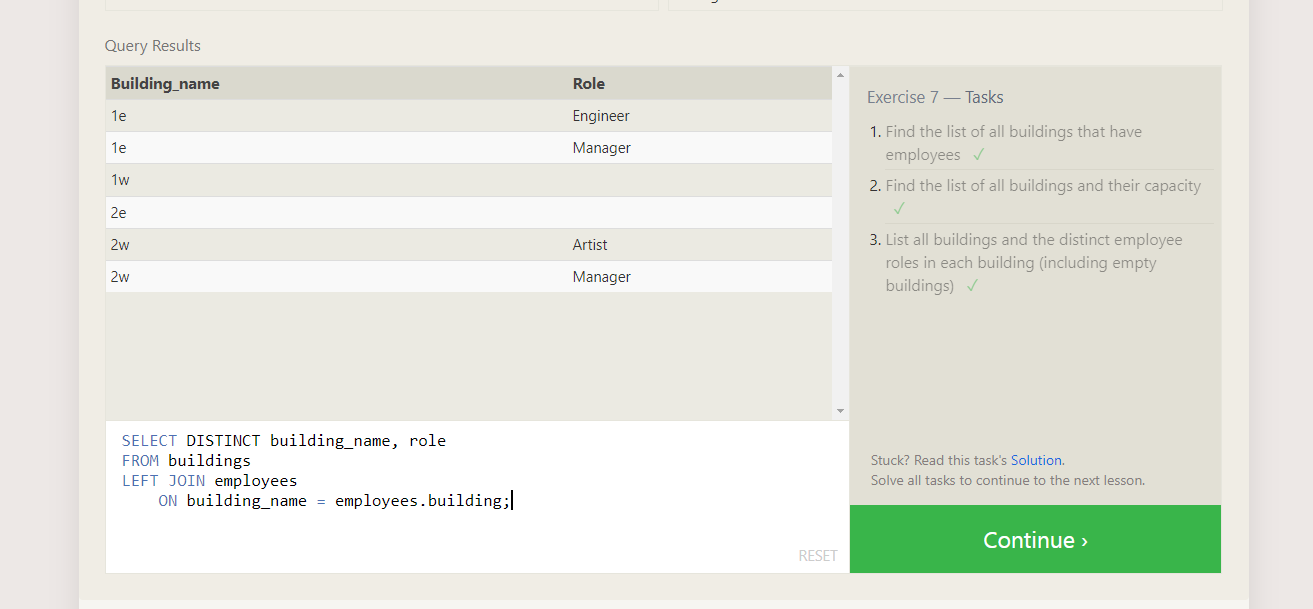 Query Results
Building_name Role
1e Engineer
1e Manager
1w
2e
2w Artist
2w Manager
SELECT DISTINCT building_name, role
FROM buildings
LEFT JOIN employees
ON building_name = employees.building;
RESET
Exercise 7 — Tasks
1. Find the list of all buildings that have
employees ✓
2. Find the list of all buildings and their capacity
✓
3. List all buildings and the distinct employee
roles in each building (including empty
buildings) ✓
Stuck? Read this task's Solution.
Solve all tasks to continue to the next lesson.
Continue ›